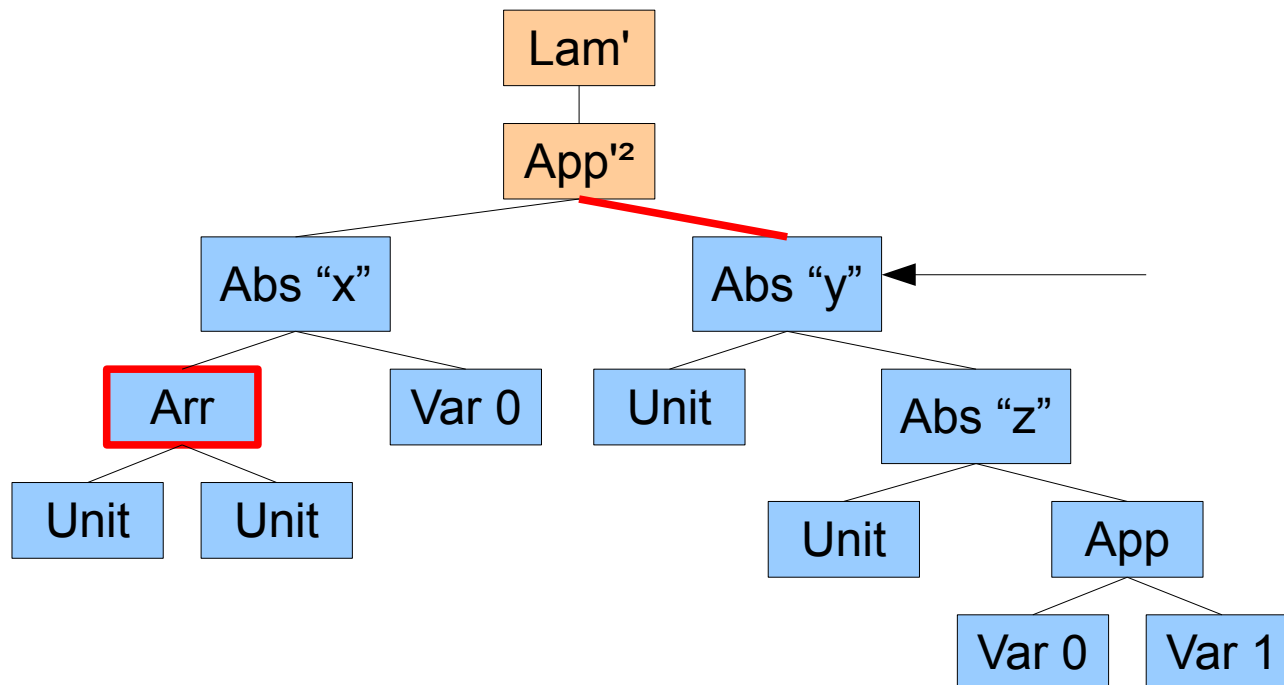 Lam'
App'²
Abs “x”
Abs “y”
Arr
Var 0
Unit
Abs “z”
Unit
Unit
Unit
App
Var 0
Var 1